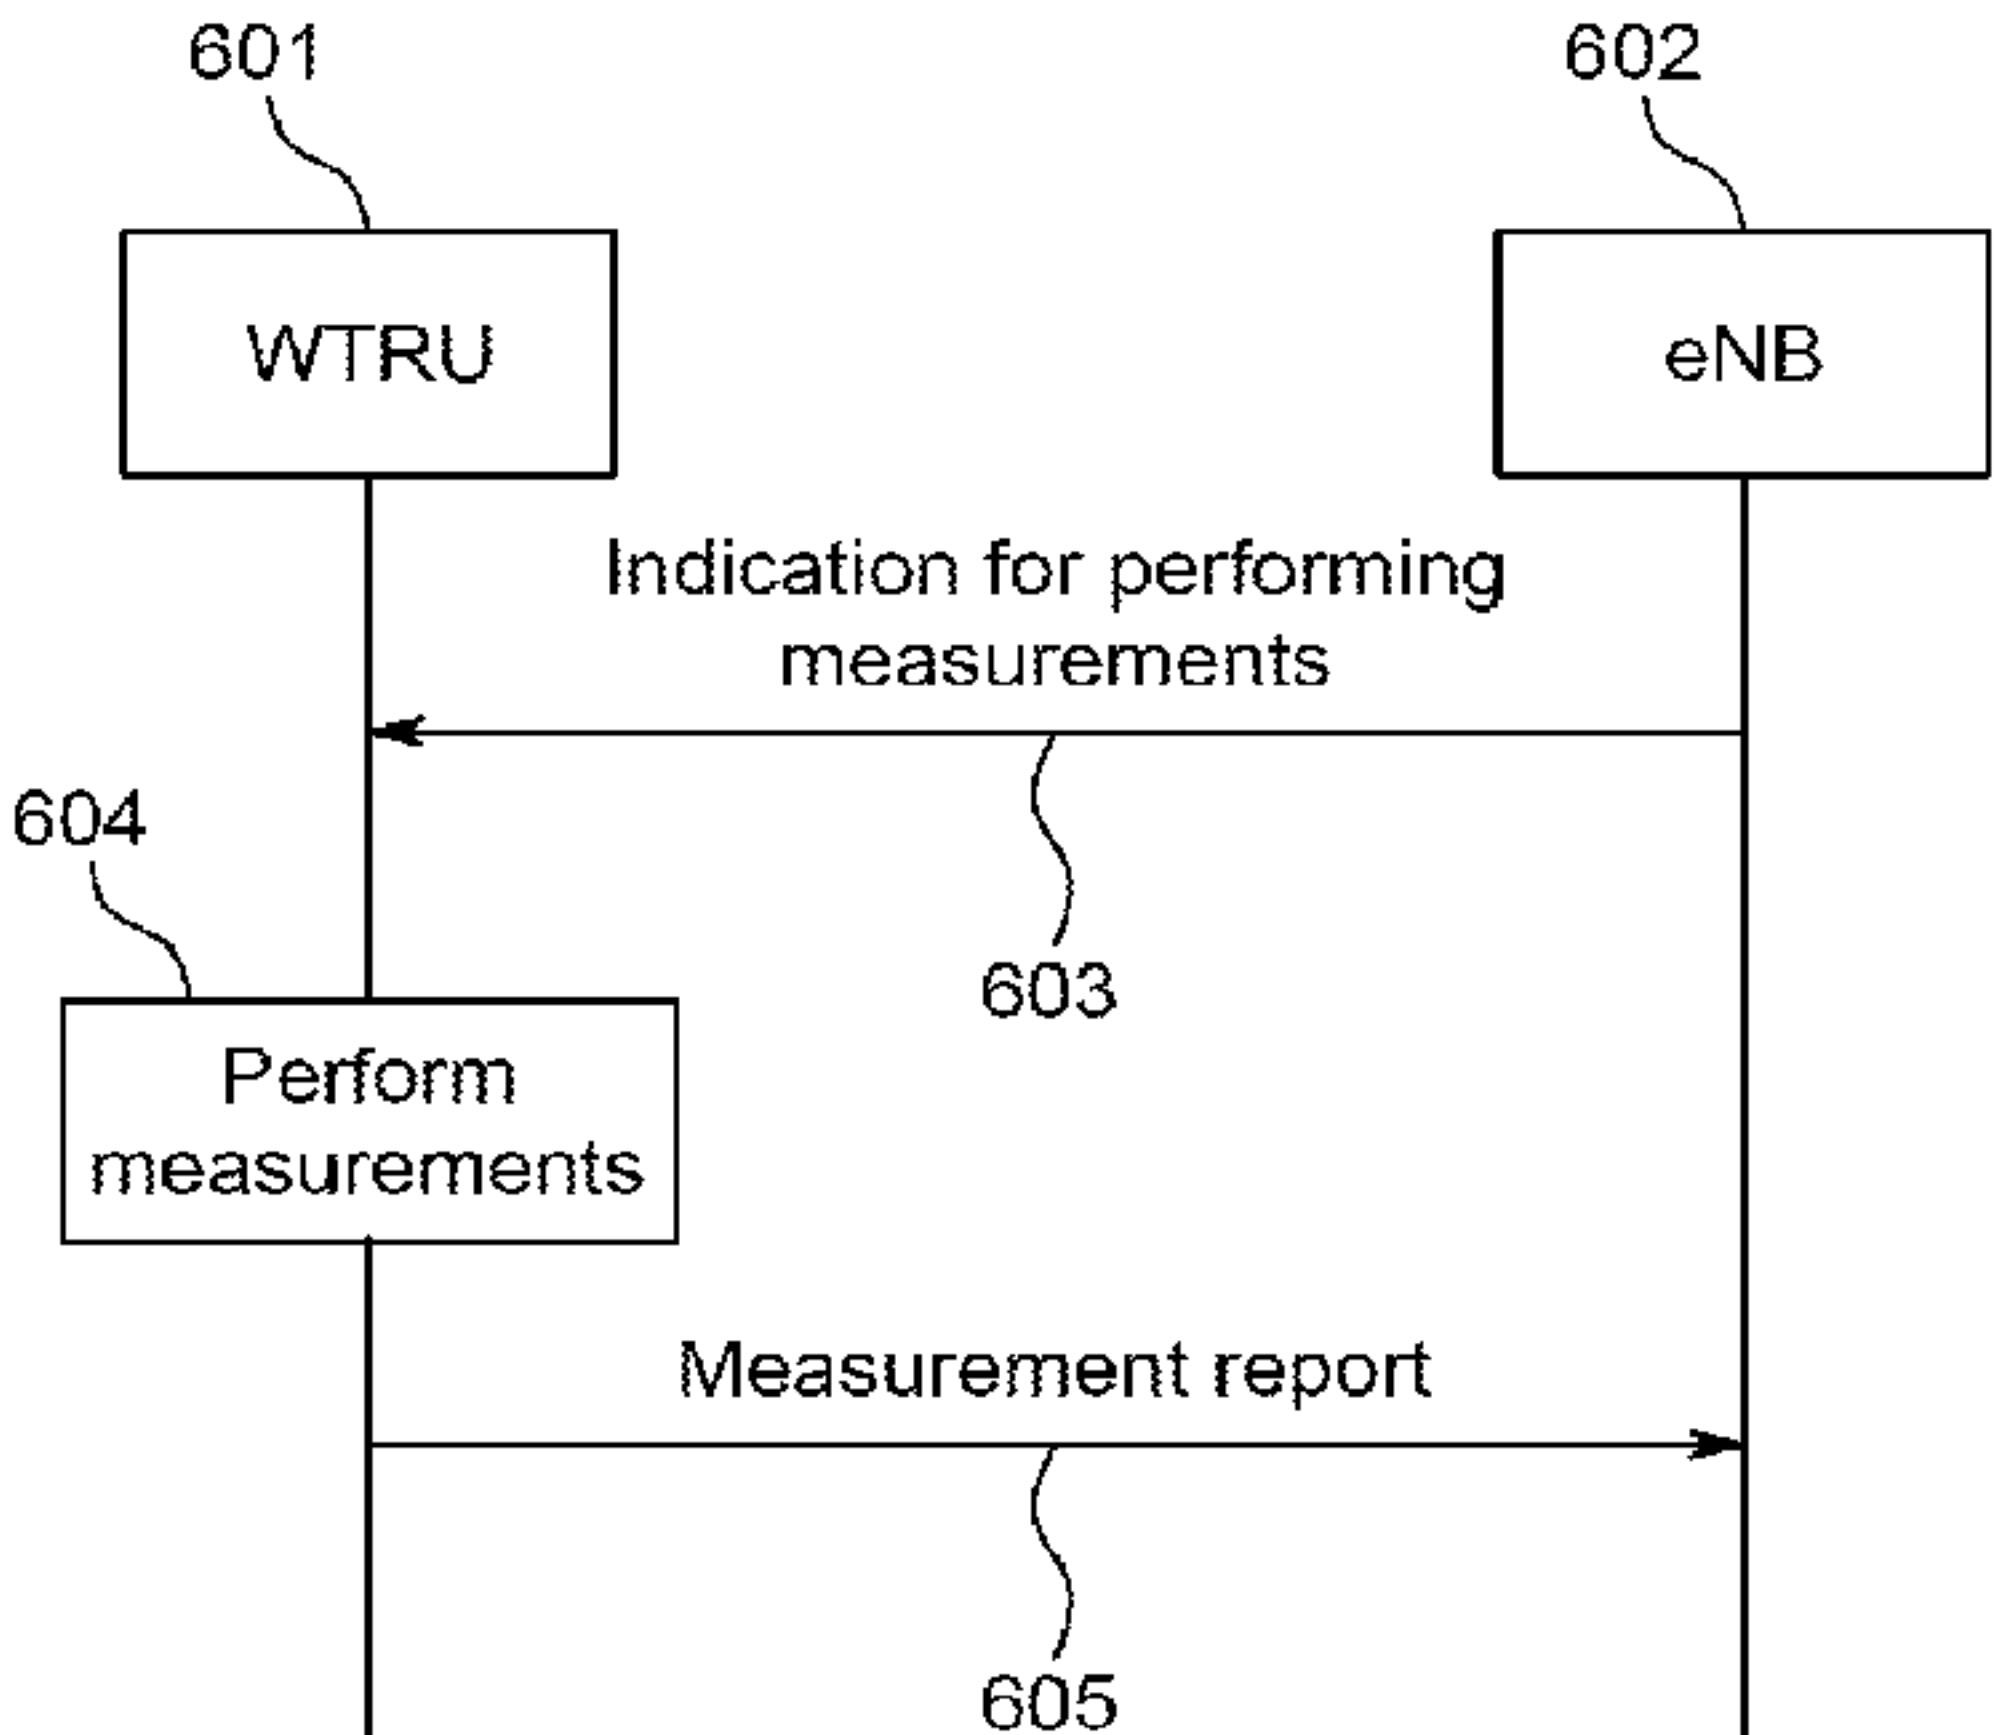 601
602
WTRU
eNB
Indication for performing
measurements
604
603
Perform
measurements
Measurement report
605